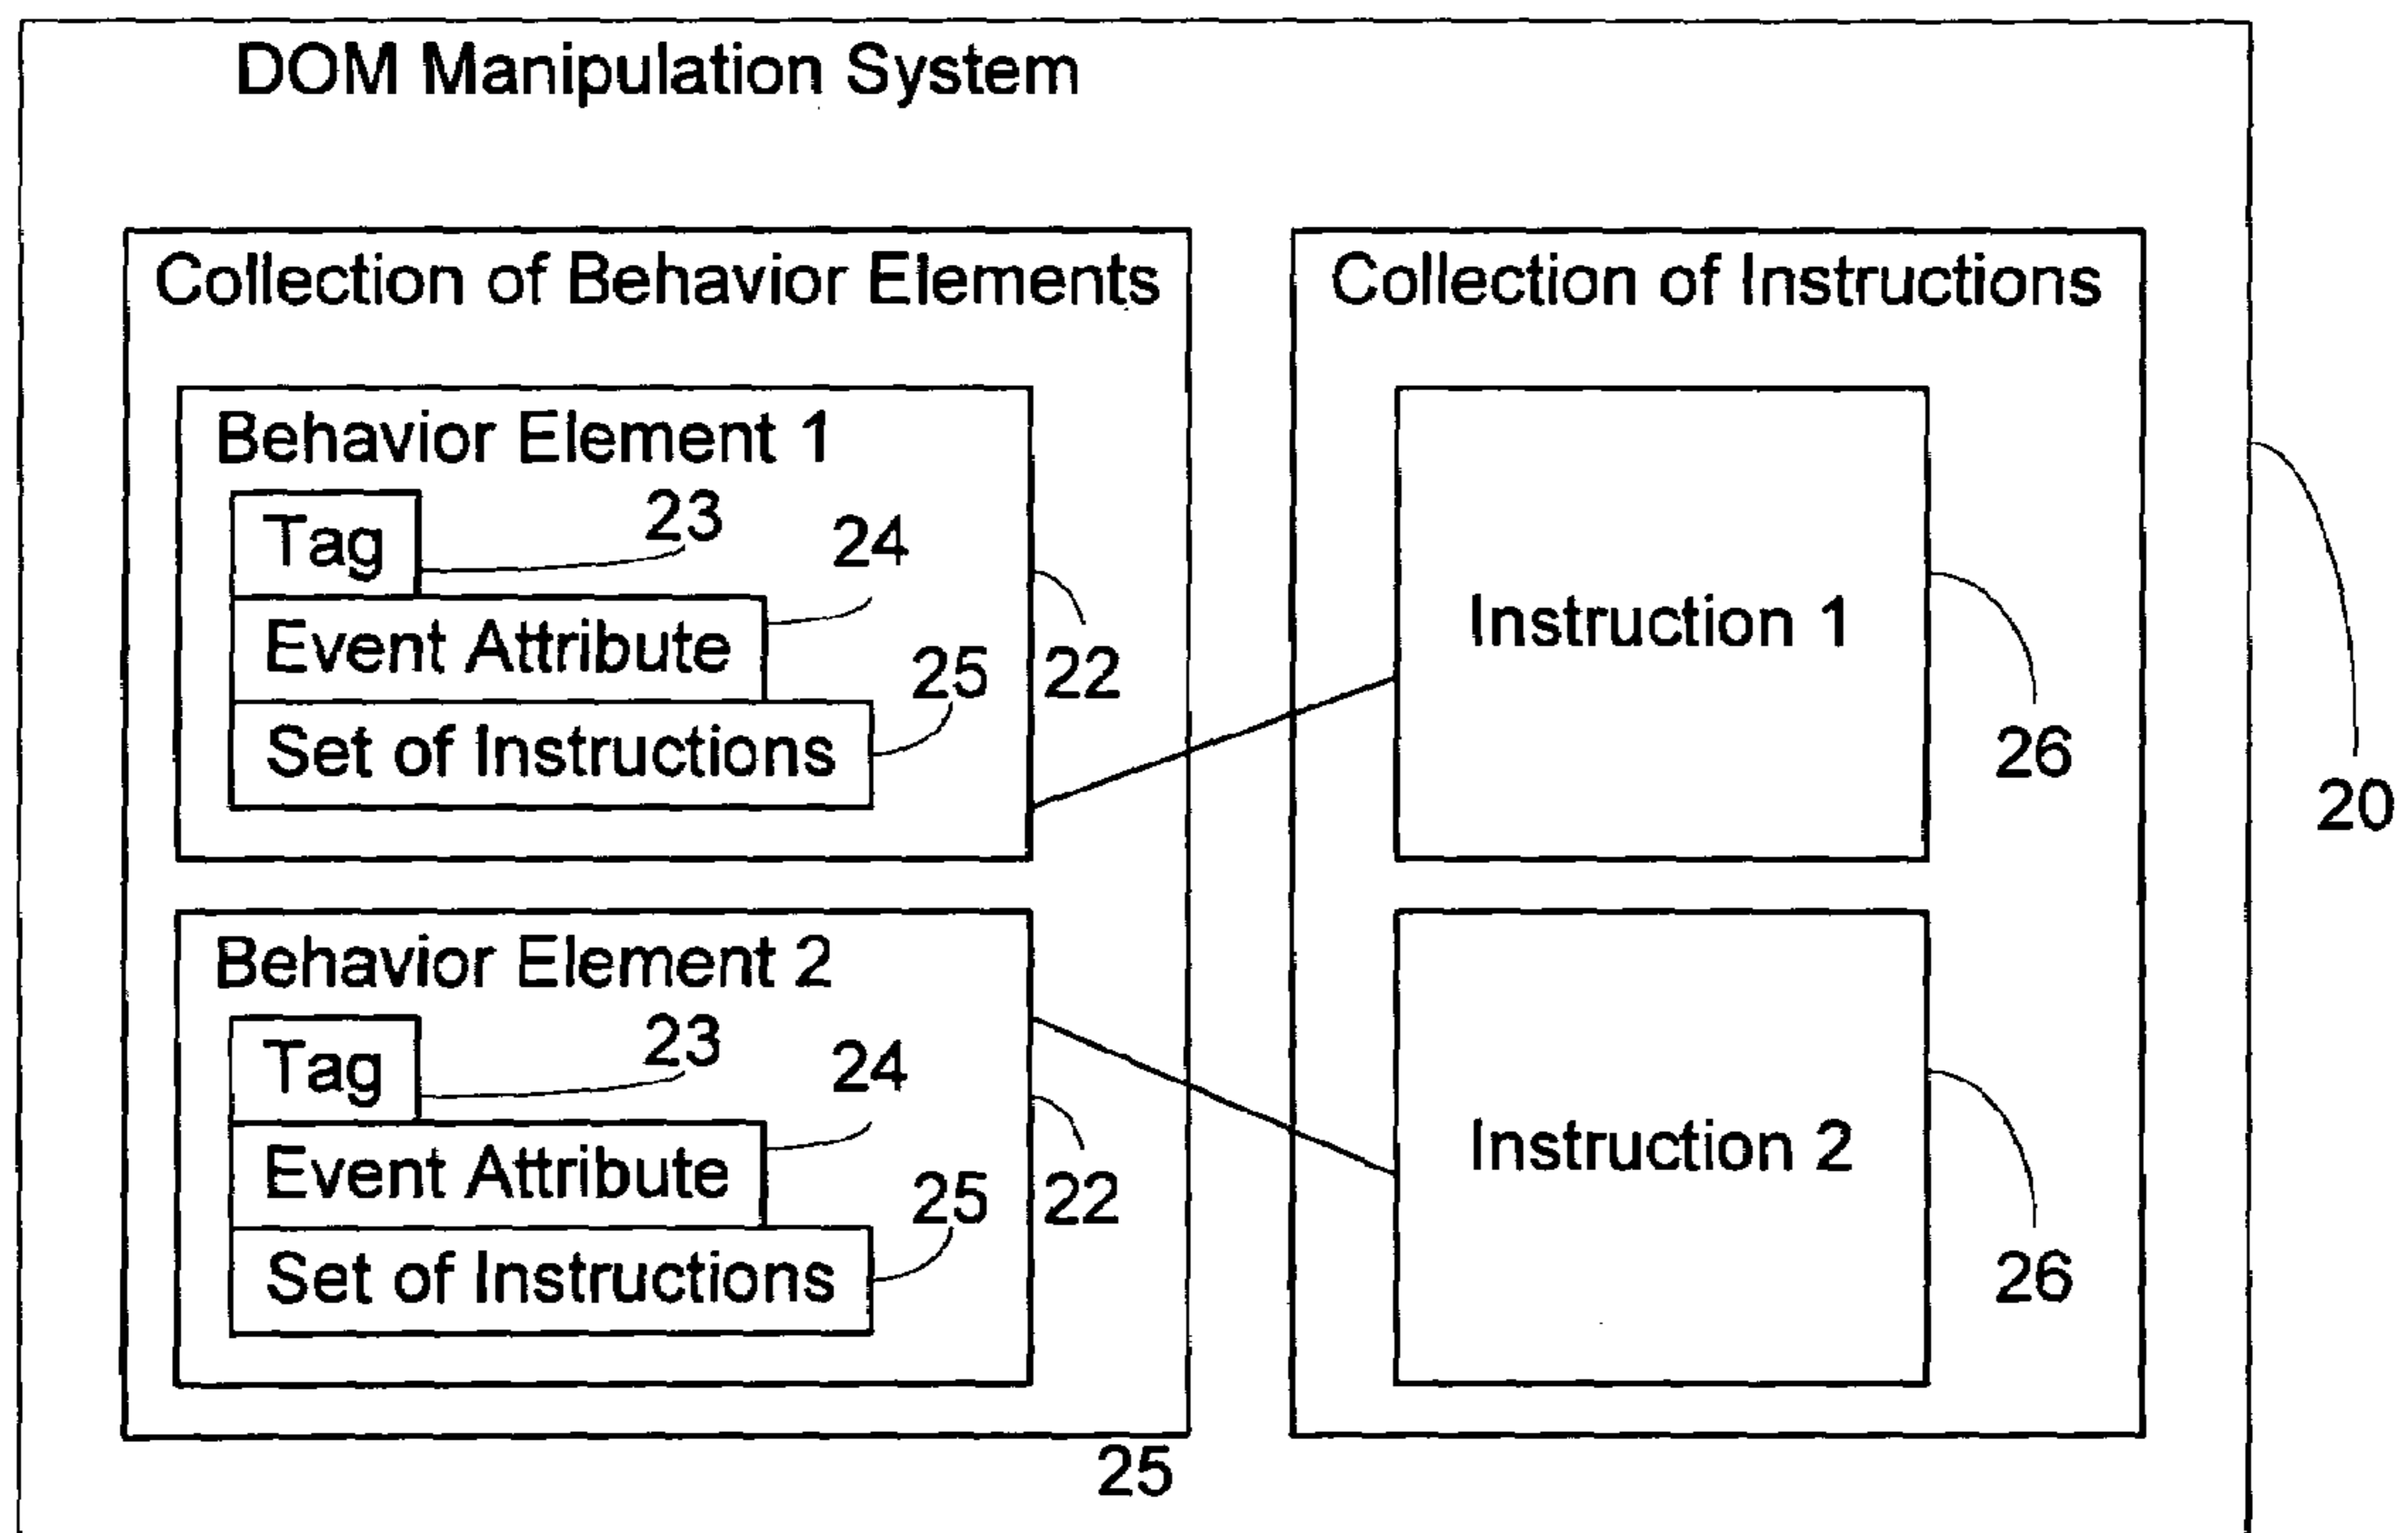 DOM Manipulation System
Collection of Behavior Elements
Behavior Element 1
Tag
23
24
Event Attribute
25
22
Set of Instructions
Behavior Element 2
Tag
23
24
Event Attribute
25
22
Set of Instructions
25
Collection of Instructions
Instruction 1
26
Instruction 2
26
20